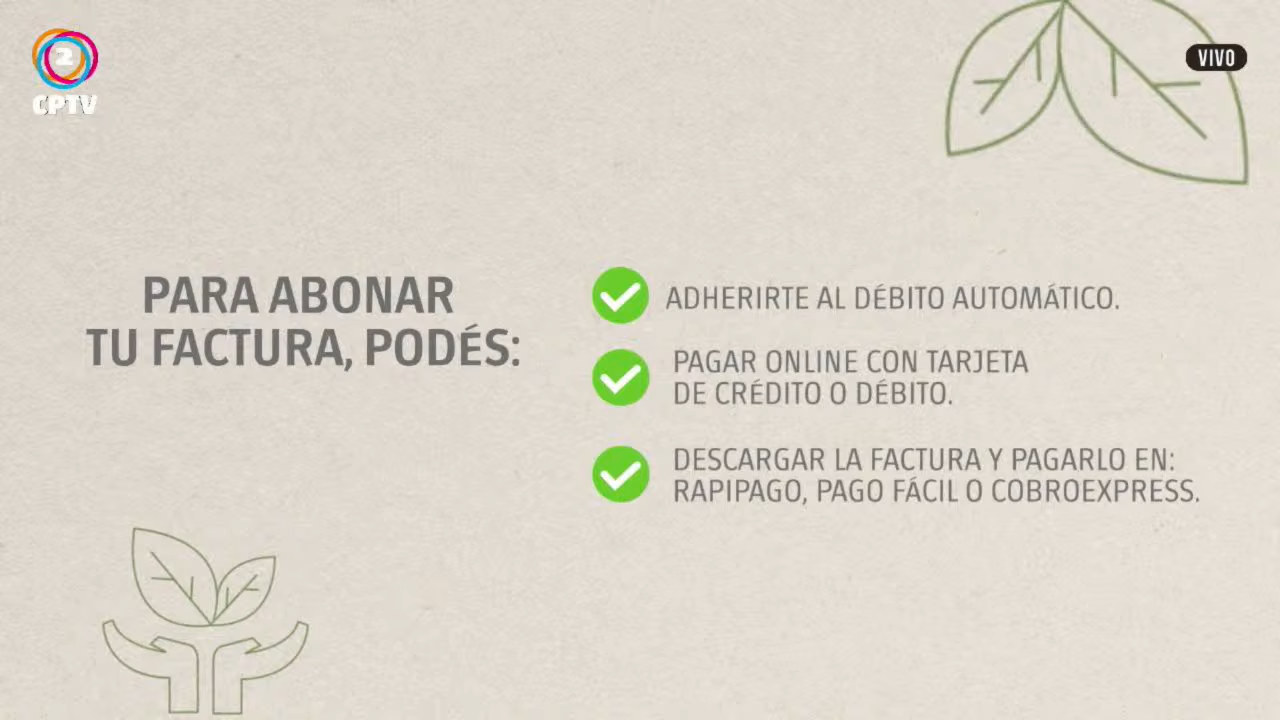 2
CPTV
VIVO
PARA ABONAR
TU FACTURA, PODÉS:
ADHERIRTE AL DÉBITO AUTOMÁTICO.
PAGAR ONLINE CON TARJETA
DE CRÉDITO O DÉBITO.
DESCARGAR LA FACTURA Y PAGARLO EN:
RAPIPAGO, PAGO FÁCIL O COBROEXPRESS.